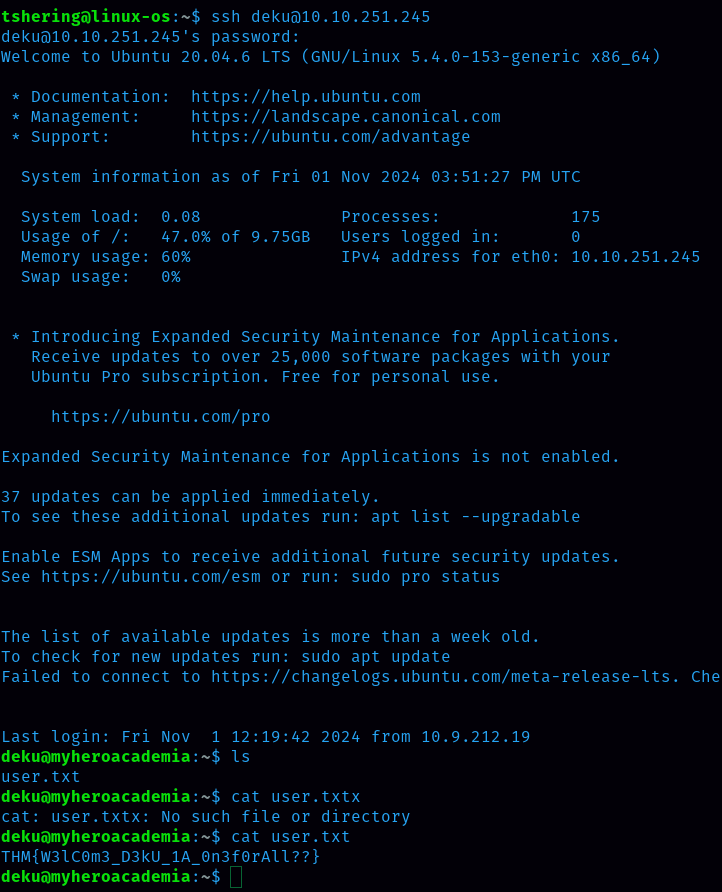 tshering@linux-os:~$ ssh deku@10.10.251.245
deku@10.10.251.245's password:
Welcome to Ubuntu 20.04.6 LTS (GNU/Linux 5.4.0-153-generic x86_64)
* Documentation:  https://help.ubuntu.com
* Management:     https://landscape.canonical.com
* Support:        https://ubuntu.com/advantage
System information as of Fri 01 Nov 2024 03:51:27 PM UTC
System load:  0.08              Processes:             175
Usage of /:   47.0% of 9.75GB   Users logged in:       0
Memory usage: 60%               IPv4 address for eth0: 10.10.251.245
Swap usage:   0%
* Introducing Expanded Security Maintenance for Applications.
Receive updates to over 25,000 software packages with your
Ubuntu Pro subscription. Free for personal use.
https://ubuntu.com/pro
Expanded Security Maintenance for Applications is not enabled.
37 updates can be applied immediately.
To see these additional updates run: apt list --upgradable
Enable ESM Apps to receive additional future security updates.
See https://ubuntu.com/esm or run: sudo pro status
The list of available updates is more than a week old.
To check for new updates run: sudo apt update
Failed to connect to https://changelogs.ubuntu.com/meta-release-lts. Che
Last login: Fri Nov  1 12:19:42 2024 from 10.9.212.19
deku@myheroacademia:~$ ls
user.txt
deku@myheroacademia:~$ cat user.txtx
cat: user.txtx: No such file or directory
deku@myheroacademia:~$ cat user.txt
THM{W3lC0m3_D3kU_1A_0n3f0rAll??}
deku@myheroacademia:~$